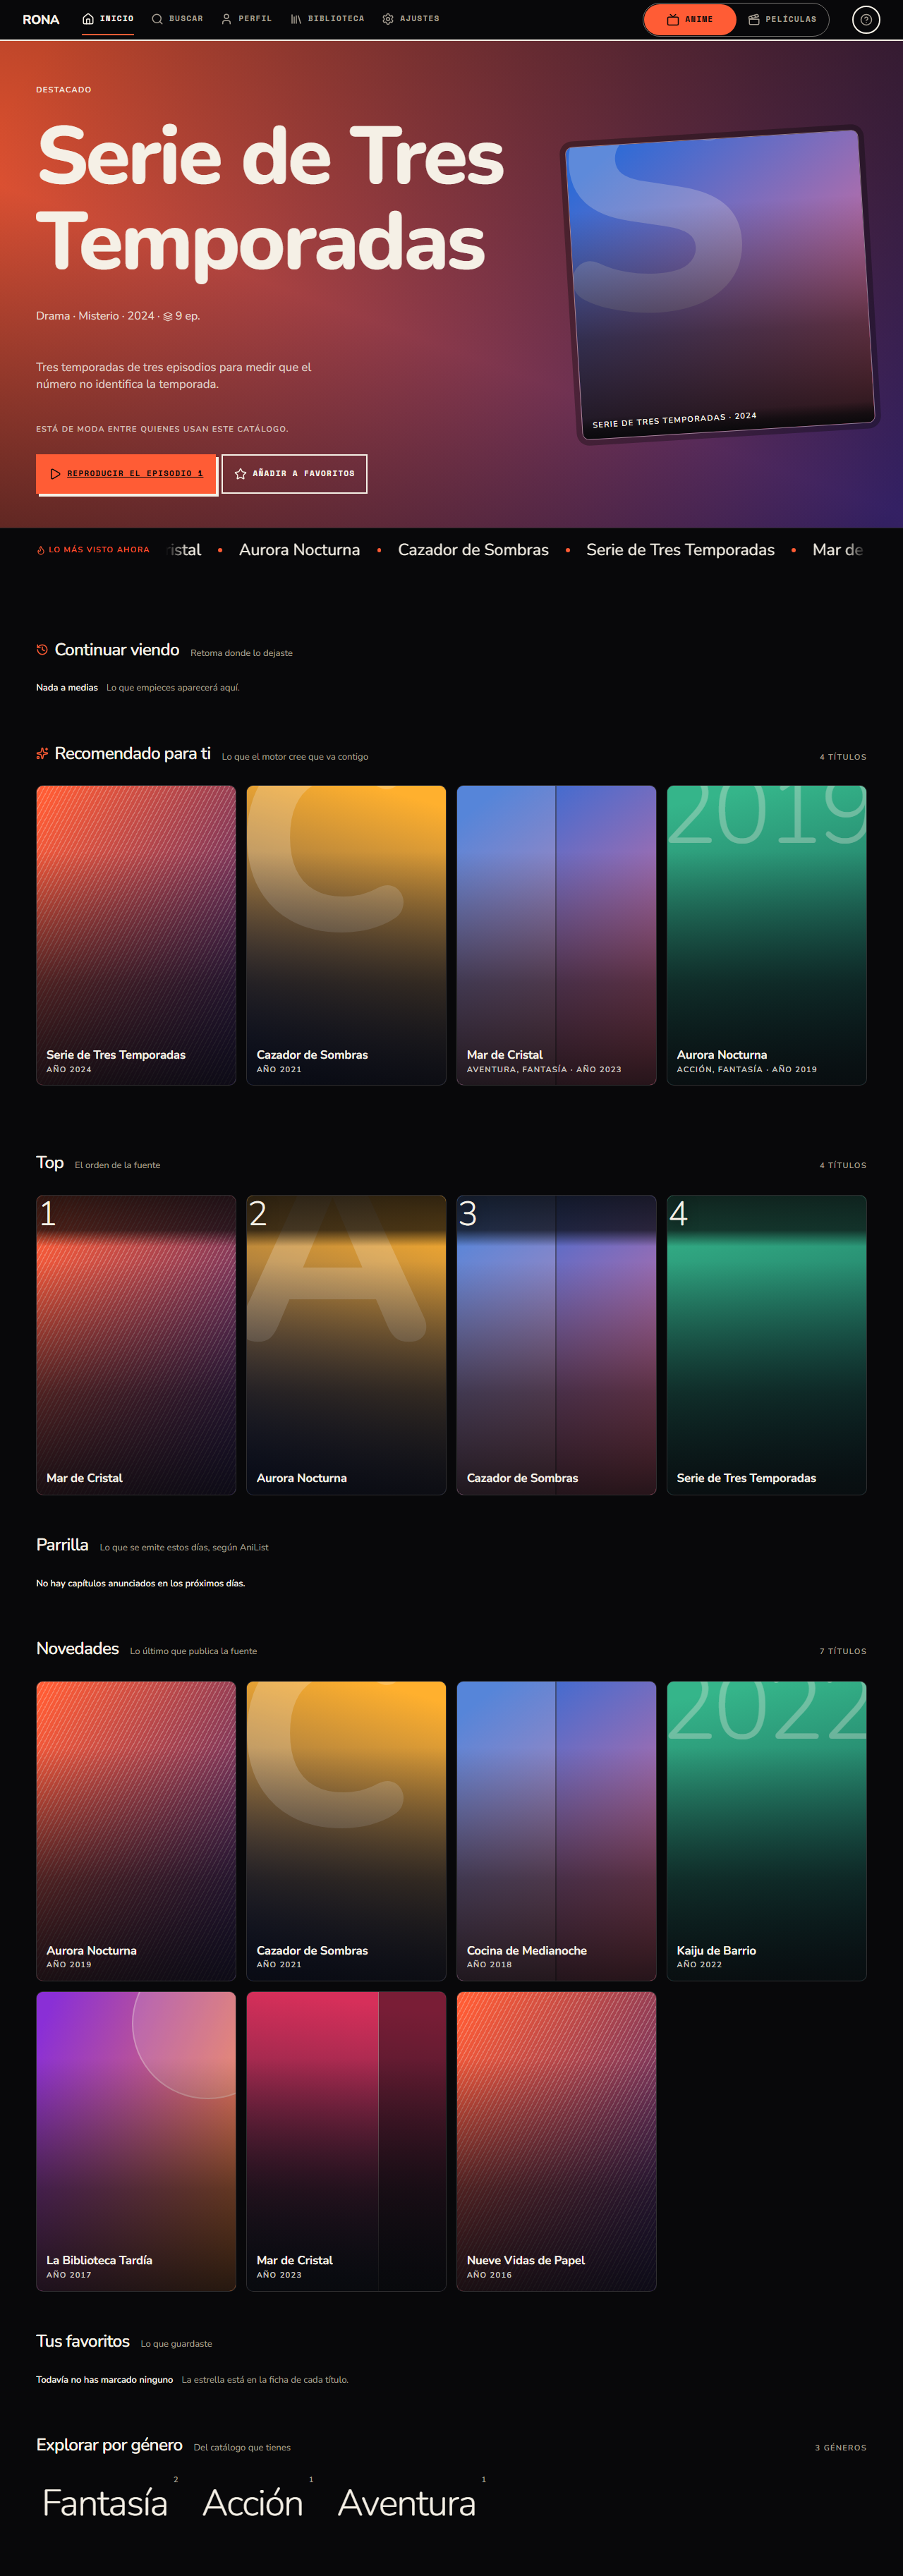 RONA
INICIO
BUSCAR
PERFIL
BIBLIOTECA
AJUSTES
ANIME
PELÍCULAS
DESTACADO
Serie de Tres
Temporadas
Drama · Misterio · 2024 · 9 ep.
Tres temporadas de tres episodios para medir que el
número no identifica la temporada.
ESTÁ DE MODA ENTRE QUIENES USAN ESTE CATÁLOGO.
REPRODUCIR EL EPISODIO 1
AÑADIR A FAVORITOS
S
SERIE DE TRES TEMPORADAS · 2024
LO MÁS VISTO AHORA
istal • Aurora Nocturna • Cazador de Sombras • Serie de Tres Temporadas • Mar de
Continuar viendo
Retoma donde lo dejaste
Nada a medias
Lo que empieces aparecerá aquí.
Recomendado para ti
Lo que el motor cree que va contigo
4 TÍTULOS
Serie de Tres Temporadas
AÑO 2024
C
Cazador de Sombras
AÑO 2021
Mar de Cristal
AVENTURA, FANTASÍA · AÑO 2023
2019
Aurora Nocturna
ACCIÓN, FANTASÍA · AÑO 2019
Top
El orden de la fuente
4 TÍTULOS
1
Mar de Cristal
2
A
Aurora Nocturna
3
Cazador de Sombras
4
Serie de Tres Temporadas
Parrilla
Lo que se emite estos días, según AniList
No hay capítulos anunciados en los próximos días.
Novedades
Lo último que publica la fuente
7 TÍTULOS
Aurora Nocturna
AÑO 2019
C
Cazador de Sombras
AÑO 2021
Cocina de Medianoche
AÑO 2018
2022
Kaiju de Barrio
AÑO 2022
La Biblioteca Tardía
AÑO 2017
Mar de Cristal
AÑO 2023
Nueve Vidas de Papel
AÑO 2016
Tus favoritos
Lo que guardaste
Todavía no has marcado ninguno
La estrella está en la ficha de cada título.
Explorar por género
Del catálogo que tienes
3 GÉNEROS
Fantasía 2
Acción 1
Aventura 1